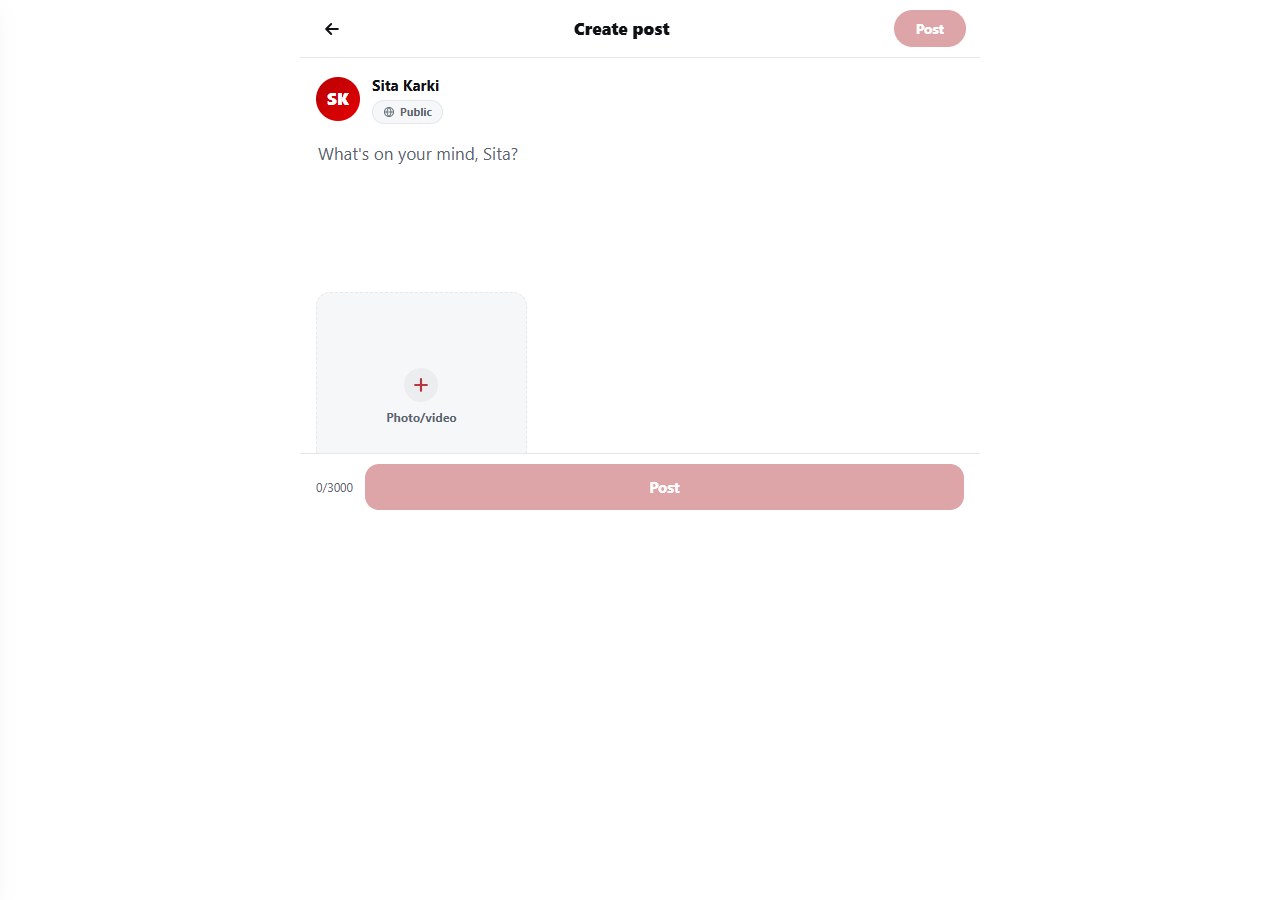 Create post
Post
SK
Sita Karki
Public
What's on your mind, Sita?
Photo/video
0/3000
Post